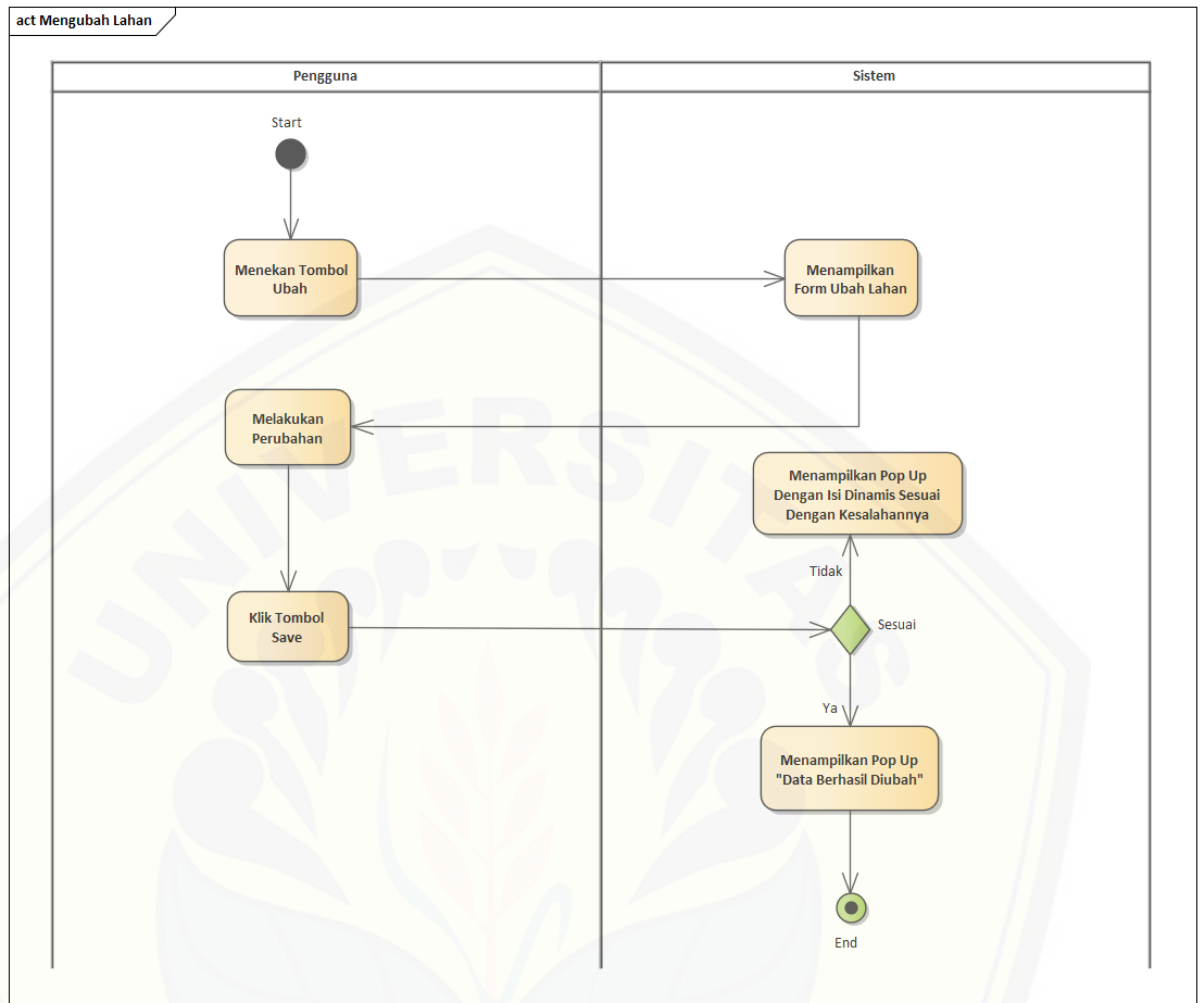 act Mengubah Lahan
Pengguna
Sistem
Start
Menekan Tombol
Ubah
Menampilkan
Form Ubah Lahan
Melakukan
Perubahan
Menampilkan Pop Up
Dengan Isi Dinamis Sesuai
Dengan Kesalahannya
Tidak
Klik Tombol
Save
Sesuai
Ya
Menampilkan Pop Up
"Data Berhasil Diubah"
End
UNIVERSITAS